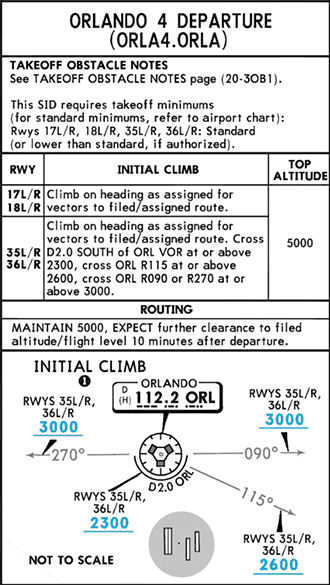 ORLANDO 4 DEPARTURE
(ORLA4.ORLA)
TAKEOFF OBSTACLE NOTES
See TAKEOFF OBSTACLE NOTES page (20-3OB1).
This SID requires takeoff minimums
(for standard minimums, refer to airport chart):
Rwys 17L/R, 18L/R, 35L/R, 36L/R: Standard
(or lower than standard, if authorized).
RWY INITIAL CLIMB TOP ALTITUDE
17L/R Climb on heading as assigned for
18L/R vectors to filed/assigned route.
Climb on heading as assigned for
vectors to filed/assigned route. Cross
35L/R D2.0 SOUTH of ORL VOR at or above
36L/R 2300, cross ORL R115 at or above
2600, cross ORL R090 or R270 at or
above 3000.
5000
ROUTING
MAINTAIN 5000, EXPECT further clearance to filed
altitude/flight level 10 minutes after departure.
INITIAL CLIMB
1
ORLANDO
D
(H) 112.2 ORL
RWYS 35L/R,
36L/R
3000
RWYS 35L/R,
36L/R
3000
270°
090°
D2.0 ORL
115°
RWYS 35L/R,
36L/R
2300
RWYS 35L/R,
36L/R
2600
NOT TO SCALE